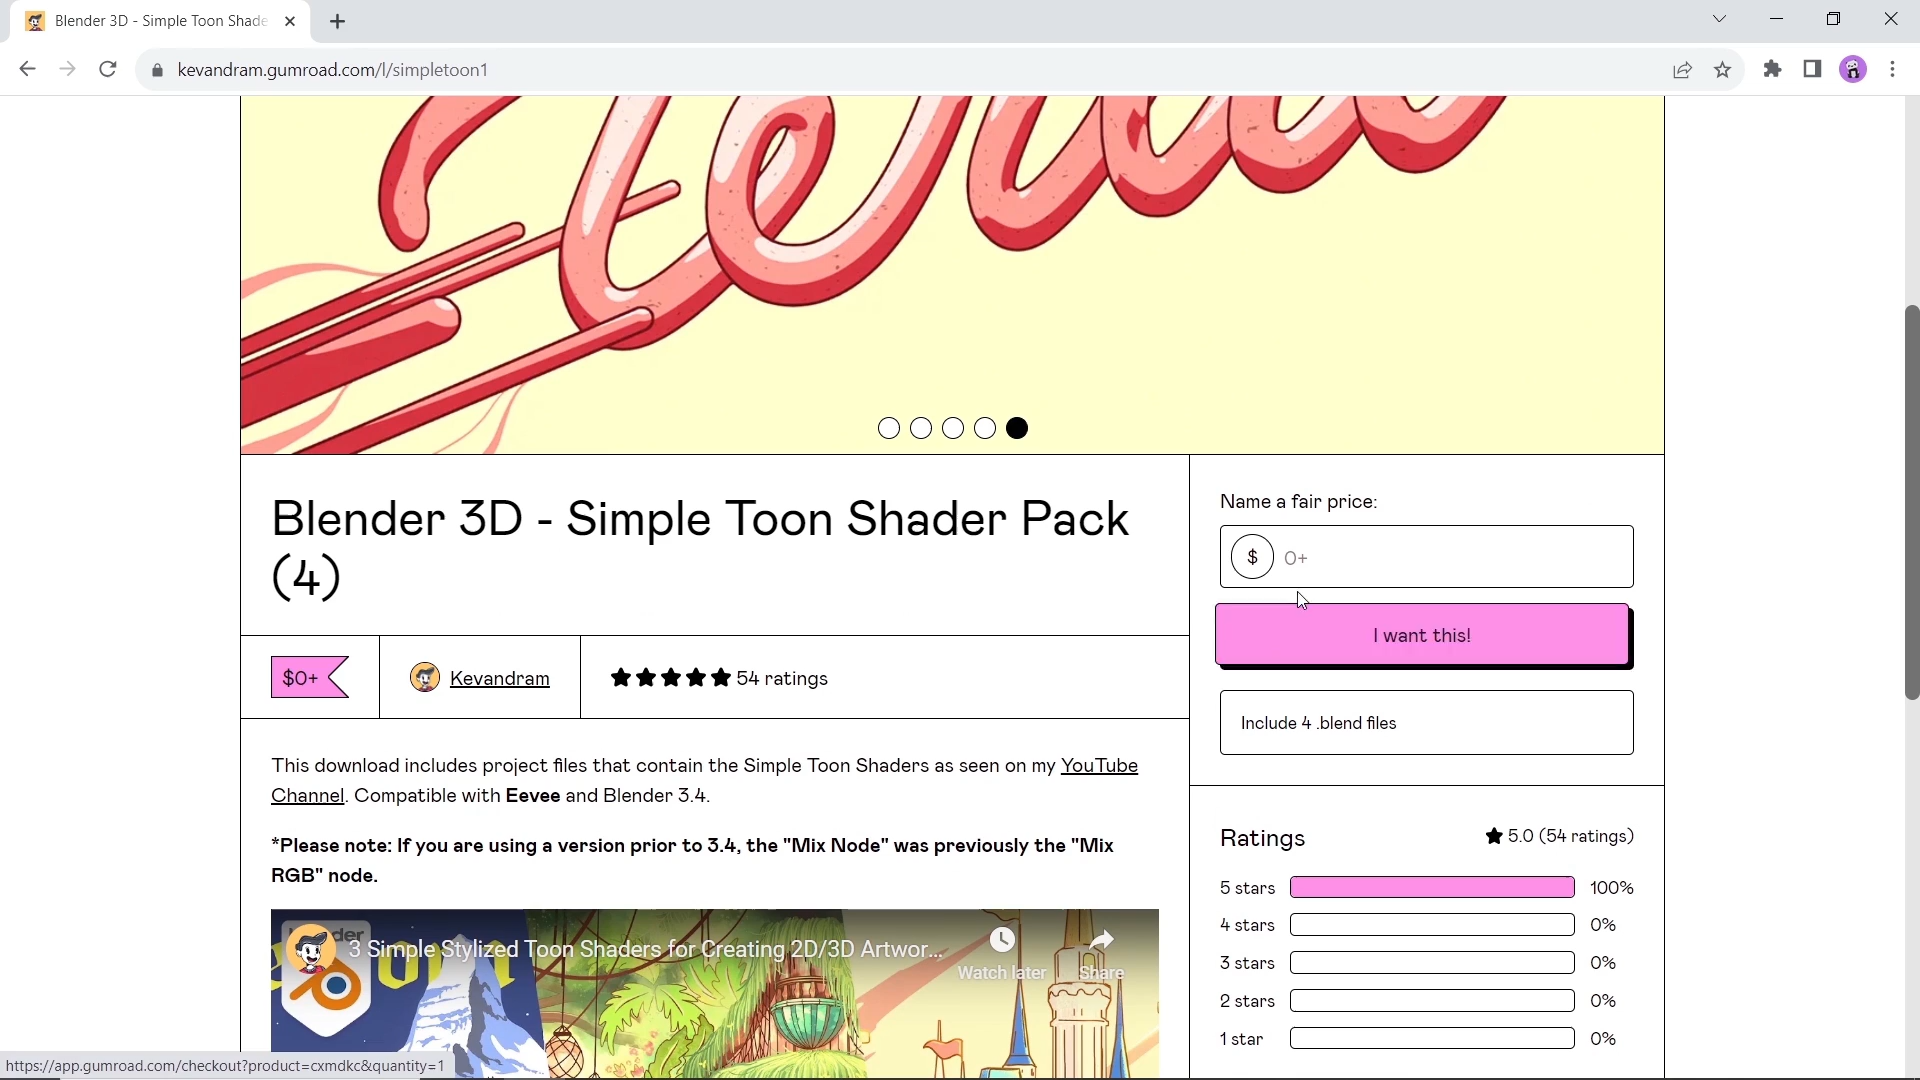 Blender 3D - Simple Toon Shade
kevandram.gumroad.com/l/simpletoon1
Blender 3D - Simple Toon Shader Pack
(4)
$0+
Kevandram
54 ratings
This download includes project files that contain the Simple Toon Shaders as seen on my YouTube
Channel. Compatible with Eevee and Blender 3.4.
*Please note: If you are using a version prior to 3.4, the "Mix Node" was previously the "Mix
RGB" node.
3 Simple Stylized Toon Shaders for Creating 2D/3D Artwor...
Watch later
Share
Name a fair price:
$ 0+
I want this!
Include 4 .blend files
Ratings
5.0 (54 ratings)
5 stars 100%
4 stars 0%
3 stars 0%
2 stars 0%
1 star 0%
https://app.gumroad.com/checkout?product=cxmdkc&quantity=1